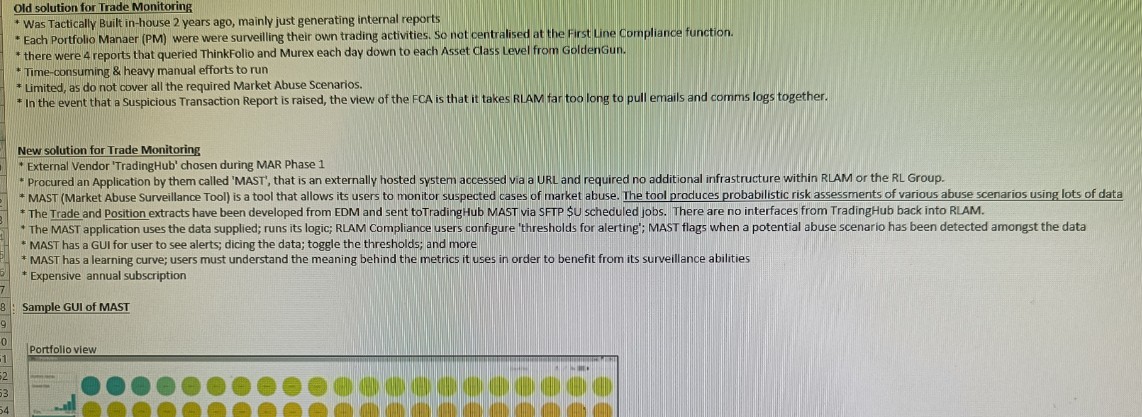 Old solution for Trade Monitoring
* Was Tactically Built in-house 2 years ago, mainly just generating internal reports
* Each Portfolio Manaer (PM) were were surveilling their own trading activities. So not centralised at the First Line Compliance function.
* there were 4 reports that queried ThinkFolio and Murex each day down to each Asset Class Level from GoldenGun.
* Time-consuming & heavy manual efforts to run
* Limited, as do not cover all the required Market Abuse Scenarios.
* In the event that a Suspicious Transaction Report is raised, the view of the FCA is that it takes RLAM far too long to pull emails and comms logs together.
New solution for Trade Monitoring
* External Vendor 'TradingHub' chosen during MAR Phase 1
* Procured an Application by them called 'MAST', that is an externally hosted system accessed via a URL and required no additional infrastructure within RLAM or the RL Group.
* MAST (Market Abuse Surveillance Tool) is a tool that allows its users to monitor suspected cases of market abuse. The tool produces probabilistic risk assessments of various abuse scenarios using lots of data
* The Trade and Position extracts have been developed from EDM and sent toTradingHub MAST via SFTP $U scheduled jobs. There are no interfaces from TradingHub back into RLAM.
* The MAST application uses the data supplied; runs its logic; RLAM Compliance users configure 'thresholds for alerting'; MAST flags when a potential abuse scenario has been detected amongst the data
* MAST has a GUI for user to see alerts; dicing the data; toggle the thresholds; and more
* MAST has a learning curve; users must understand the meaning behind the metrics it uses in order to benefit from its surveillance abilities
* Expensive annual subscription
Sample GUI of MAST
Portfolio view